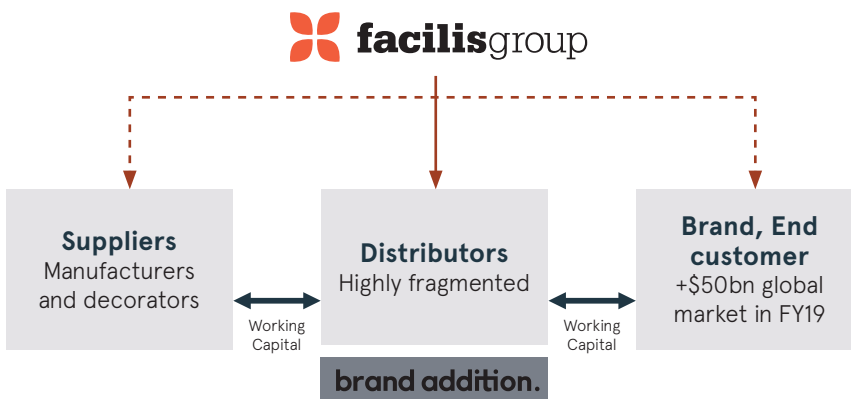 facilisgroup
Suppliers
Manufacturers
and decorators
Working
Capital
Distributors
Highly fragmented
Working
Capital
Brand, End
customer
+$50bn global
market in FY19
brand addition.